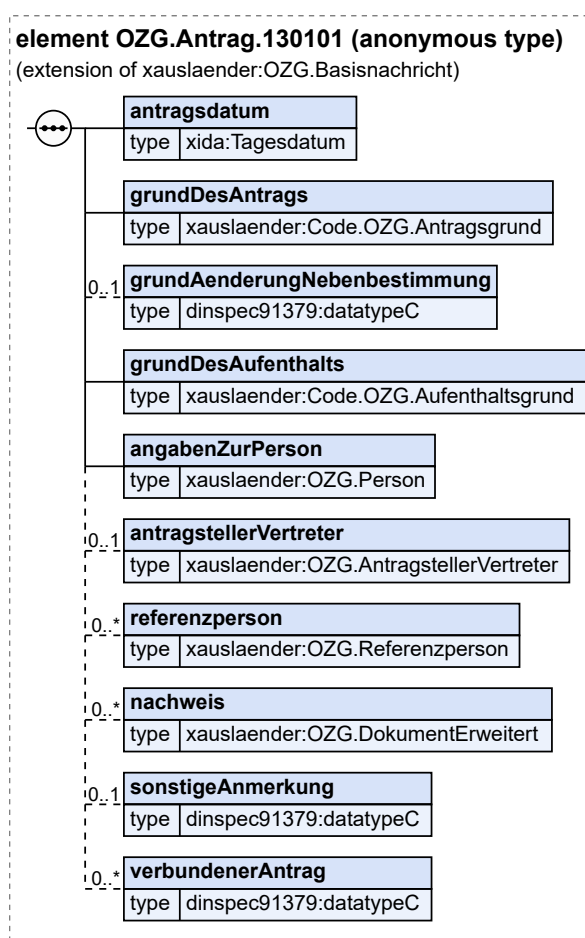 element OZG.Antrag.130101 (anonymous type)
(extension of xauslaender:OZG.Basisnachricht)
antragsdatum
type xida:Tagesdatum
grundDesAntrags
type xauslaender:Code.OZG.Antragsgrund
0..1 grundAenderungNebenbestimmung
type dinspec91379:datatypeC
grundDesAufenthalts
type xauslaender:Code.OZG.Aufenthaltsgrund
angabenZurPerson
type xauslaender:OZG.Person
0..1 antragstellerVertreter
type xauslaender:OZG.AntragstellerVertreter
0..* referenzperson
type xauslaender:OZG.Referenzperson
0..* nachweis
type xauslaender:OZG.DokumentErweitert
0..1 sonstigeAnmerkung
type dinspec91379:datatypeC
0..* verbundenerAntrag
type dinspec91379:datatypeC